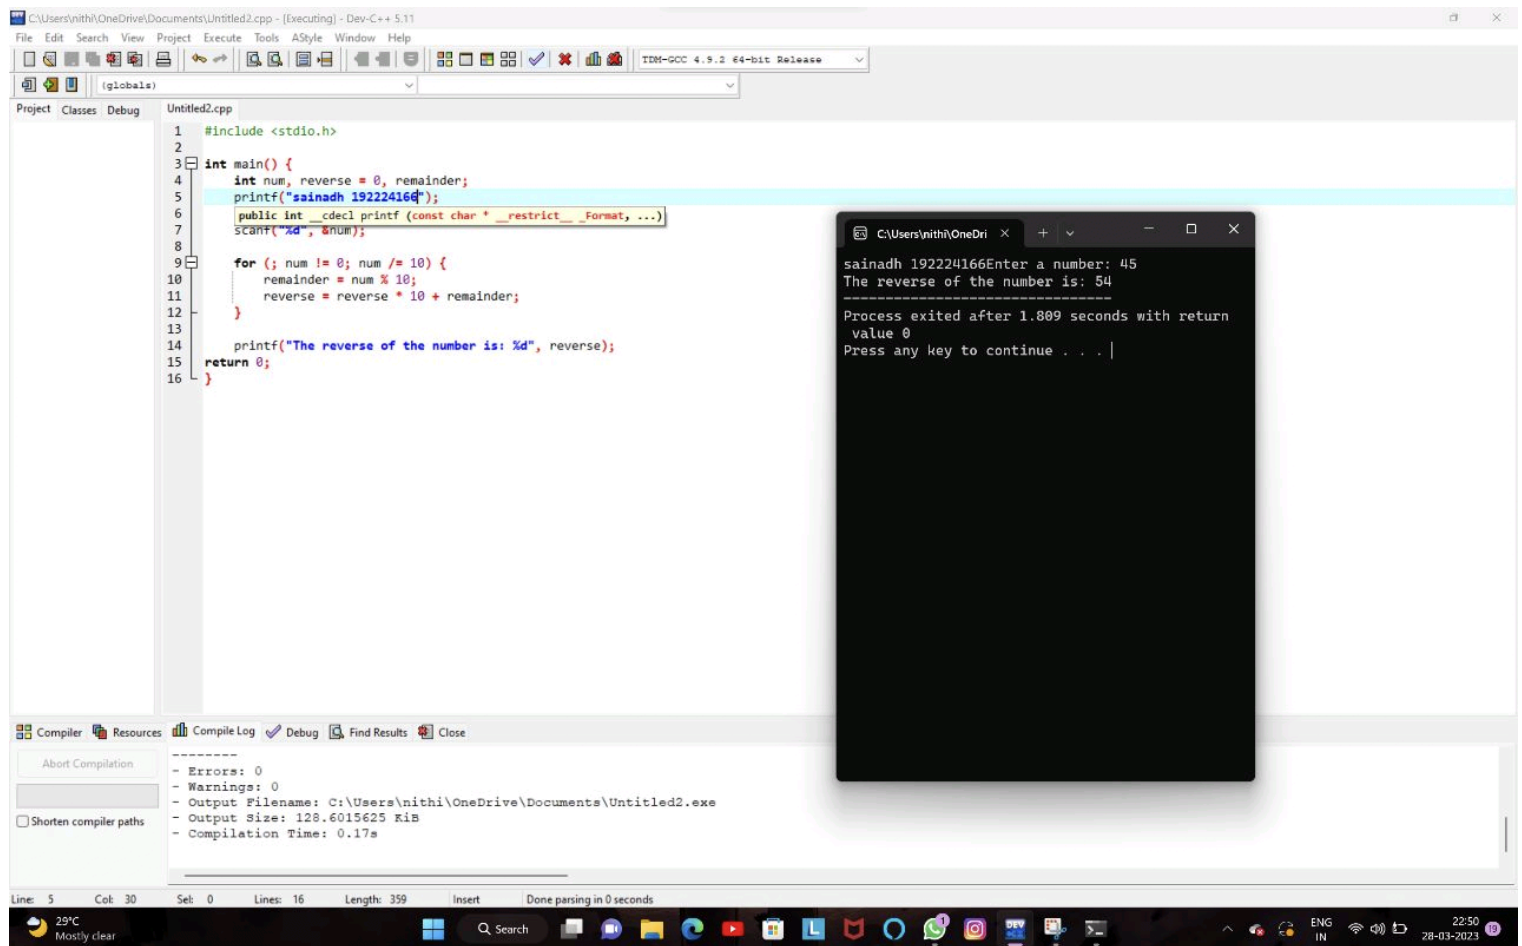 C:\Users\nithi\OneDrive\Documents\Untitled2.cpp - [Executing] - Dev-C++ 5.11
File Edit Search View Project Execute Tools AStyle Window Help
TDM-GCC 4.9.2 64-bit Release
(globals)
Project Classes Debug Untitled2.cpp
1 #include <stdio.h>
2
3 int main() {
4 int num, reverse = 0, remainder;
5 printf("sainadh 192224166");
6 public int __cdecl printf (const char * __restrict__ _Format, ...)
7 scanf("%d", &num);
8
9 for (; num != 0; num /= 10) {
10 remainder = num % 10;
11 reverse = reverse * 10 + remainder;
12 }
13
14 printf("The reverse of the number is: %d", reverse);
15 return 0;
16 }
C:\Users\nithi\OneDri
sainadh 192224166Enter a number: 45
The reverse of the number is: 54
--------------------------------
Process exited after 1.809 seconds with return
value 0
Press any key to continue . . .
Compiler Resources Compile Log Debug Find Results Close
Abort Compilation
Shorten compiler paths
--------
- Errors: 0
- Warnings: 0
- Output Filename: C:\Users\nithi\OneDrive\Documents\Untitled2.exe
- Output Size: 128.6015625 KiB
- Compilation Time: 0.17s
Line: 5 Col: 30 Sel: 0 Lines: 16 Length: 359 Insert Done parsing in 0 seconds
29°C
Mostly clear
Search
L
DEV
1
ENG
IN
22:50
28-03-2023
19